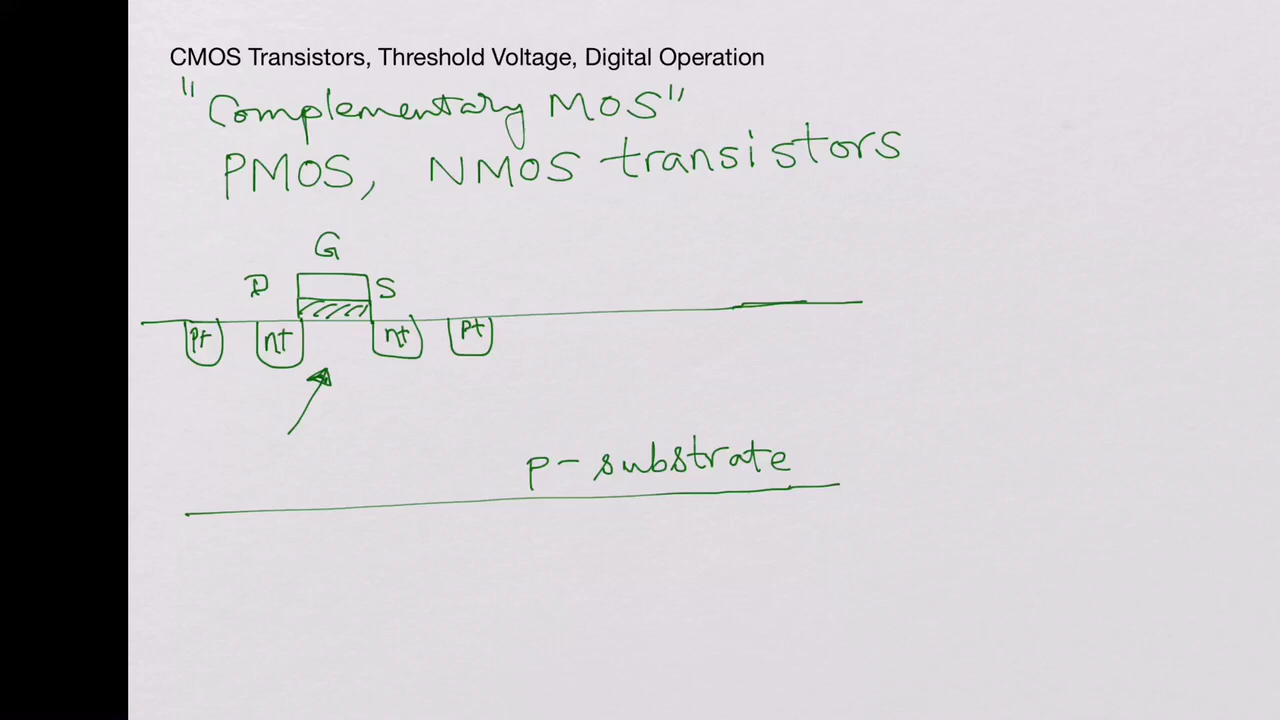 CMOS Transistors, Threshold Voltage, Digital Operation
"Complementary MOS"
PMOS, NMOS transistors
G
D S
p+ n+ n+ p+
p- substrate